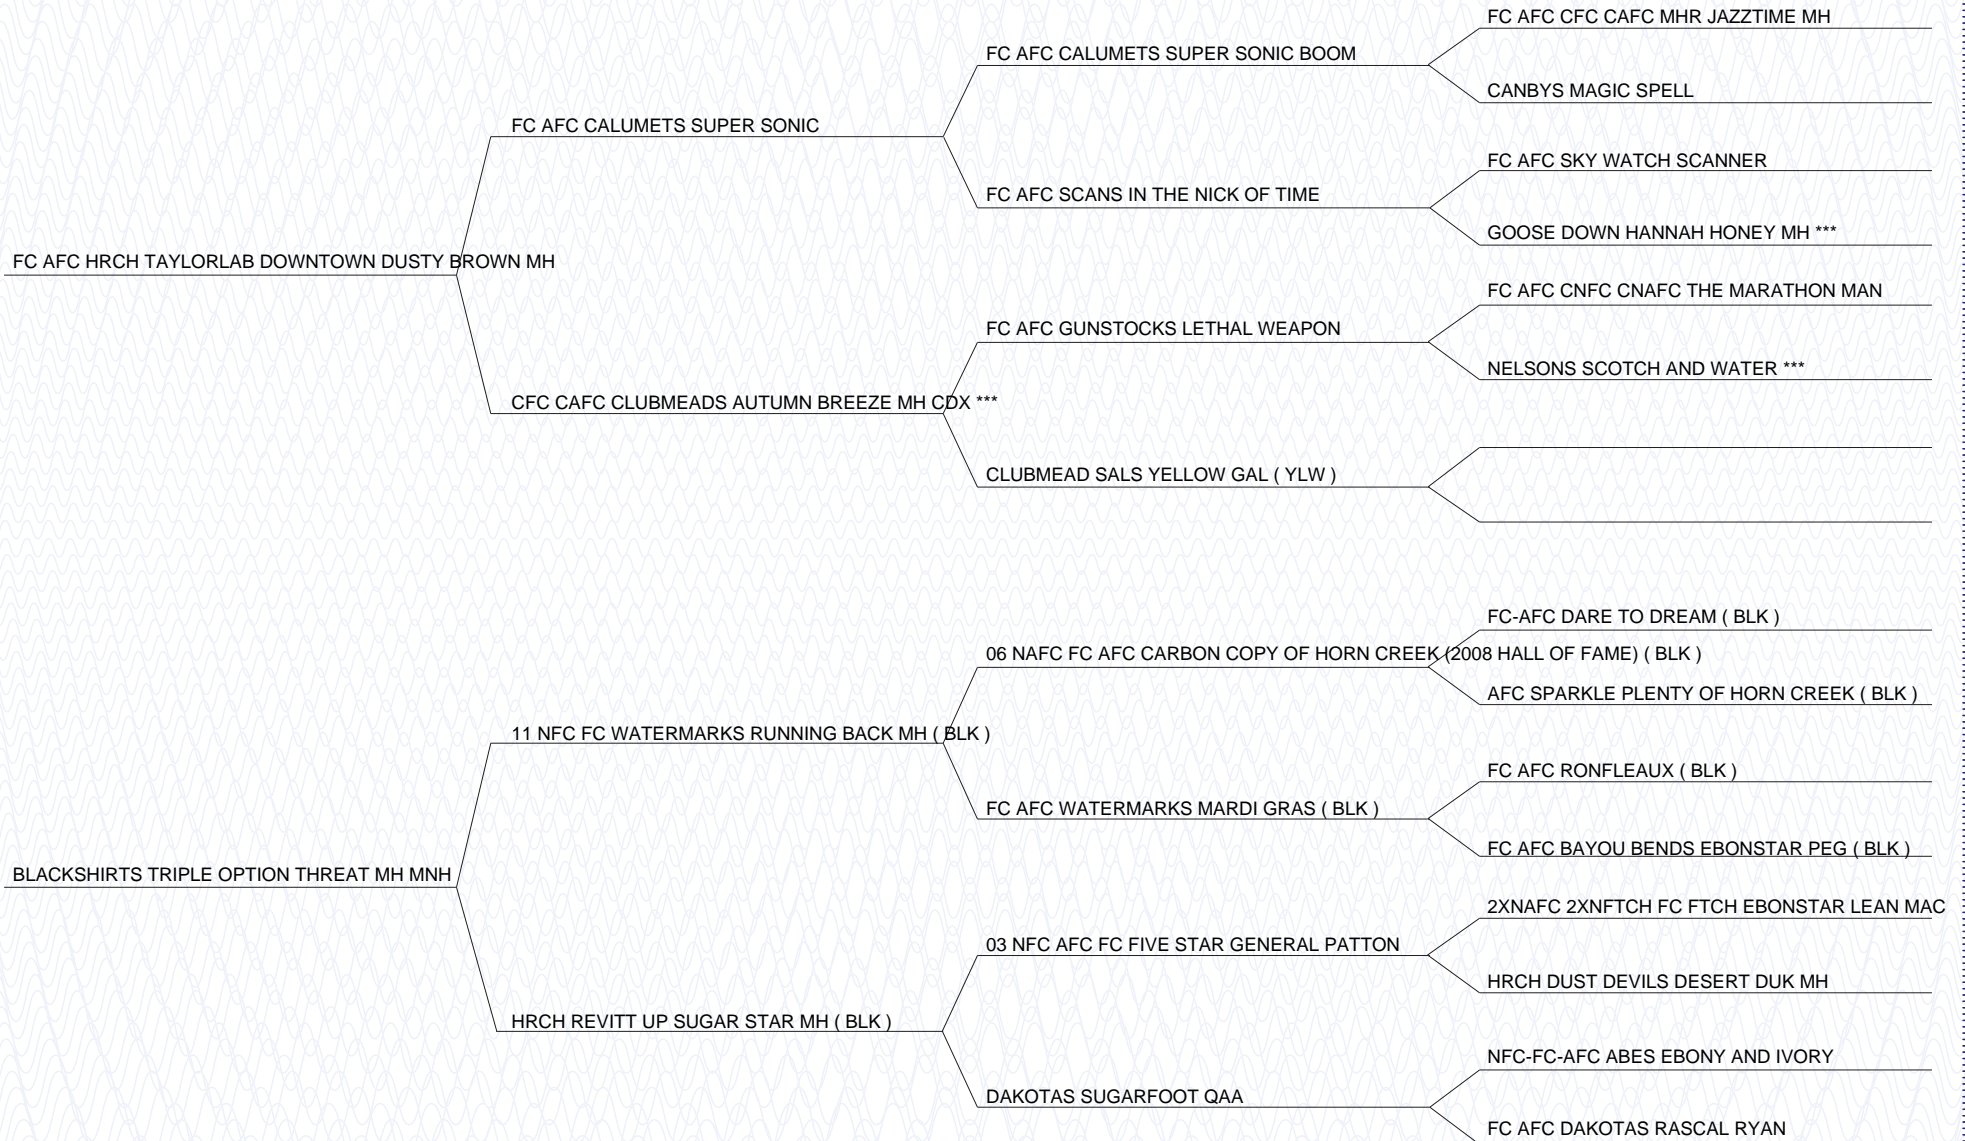 FC AFC CFC CAFC MHR JAZZTIME MH
FC AFC CALUMETS SUPER SONIC BOOM
CANBYS MAGIC SPELL
FC AFC CALUMETS SUPER SONIC
FC AFC SKY WATCH SCANNER
FC AFC SCANS IN THE NICK OF TIME
GOOSE DOWN HANNAH HONEY MH ***
FC AFC HRCH TAYLORLAB DOWNTOWN DUSTY BROWN MH
FC AFC CNFC CNAFC THE MARATHON MAN
FC AFC GUNSTOCKS LETHAL WEAPON
NELSONS SCOTCH AND WATER ***
CFC CAFC CLUBMEADS AUTUMN BREEZE MH CDX ***
CLUBMEAD SALS YELLOW GAL ( YLW )
FC-AFC DARE TO DREAM ( BLK )
06 NAFC FC AFC CARBON COPY OF HORN CREEK (2008 HALL OF FAME) ( BLK )
AFC SPARKLE PLENTY OF HORN CREEK ( BLK )
11 NFC FC WATERMARKS RUNNING BACK MH ( BLK )
FC AFC RONFLEAUX ( BLK )
FC AFC WATERMARKS MARDI GRAS ( BLK )
FC AFC BAYOU BENDS EBONSTAR PEG ( BLK )
BLACKSHIRTS TRIPLE OPTION THREAT MH MNH
2XNAFC 2XNFTCH FC FTCH EBONSTAR LEAN MAC
03 NFC AFC FC FIVE STAR GENERAL PATTON
HRCH DUST DEVILS DESERT DUK MH
HRCH REVITT UP SUGAR STAR MH ( BLK )
NFC-FC-AFC ABES EBONY AND IVORY
DAKOTAS SUGARFOOT QAA
FC AFC DAKOTAS RASCAL RYAN